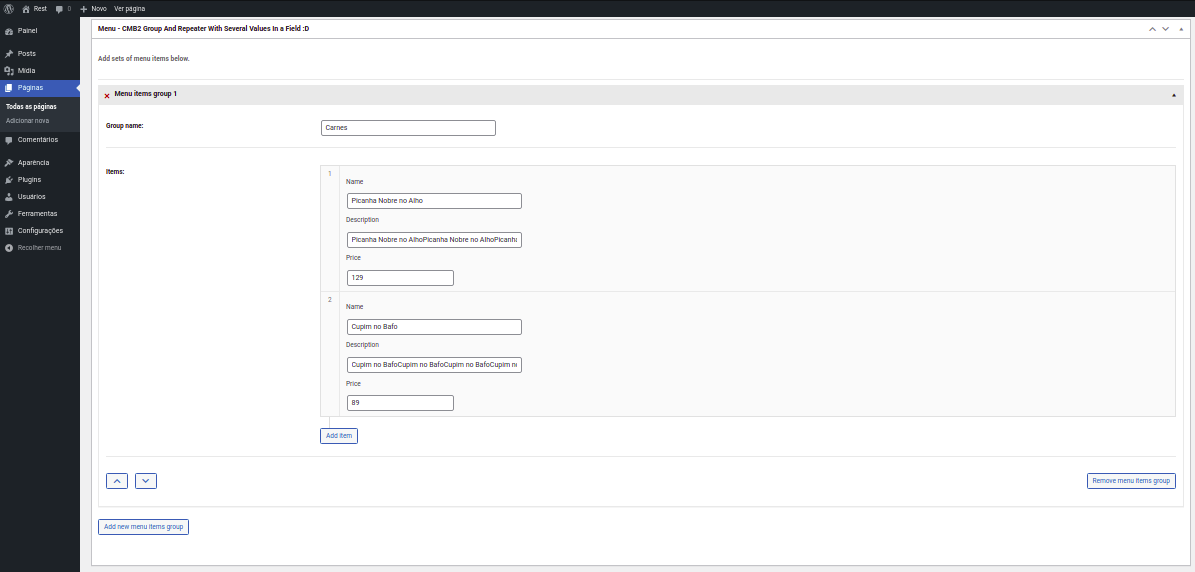 Rest 0 Novo Ver página
Painel
Posts
Mídia
Páginas
Todas as páginas
Adicionar nova
Comentários
Aparência
Plugins
Usuários
Ferramentas
Configurações
Recolher menu
Menu - CMB2 Group And Repeater With Several Values In a Field :D
Add sets of menu items below.
Menu items group 1
Group name:
Carnes
Items:
1
Name
Picanha Nobre no Alho
Description
Picanha Nobre no AlhoPicanha Nobre no AlhoPicanh
Price
129
2
Name
Cupim no Bafo
Description
Cupim no BafoCupim no BafoCupim no BafoCupim n
Price
89
Add item
Remove menu items group
Add new menu items group